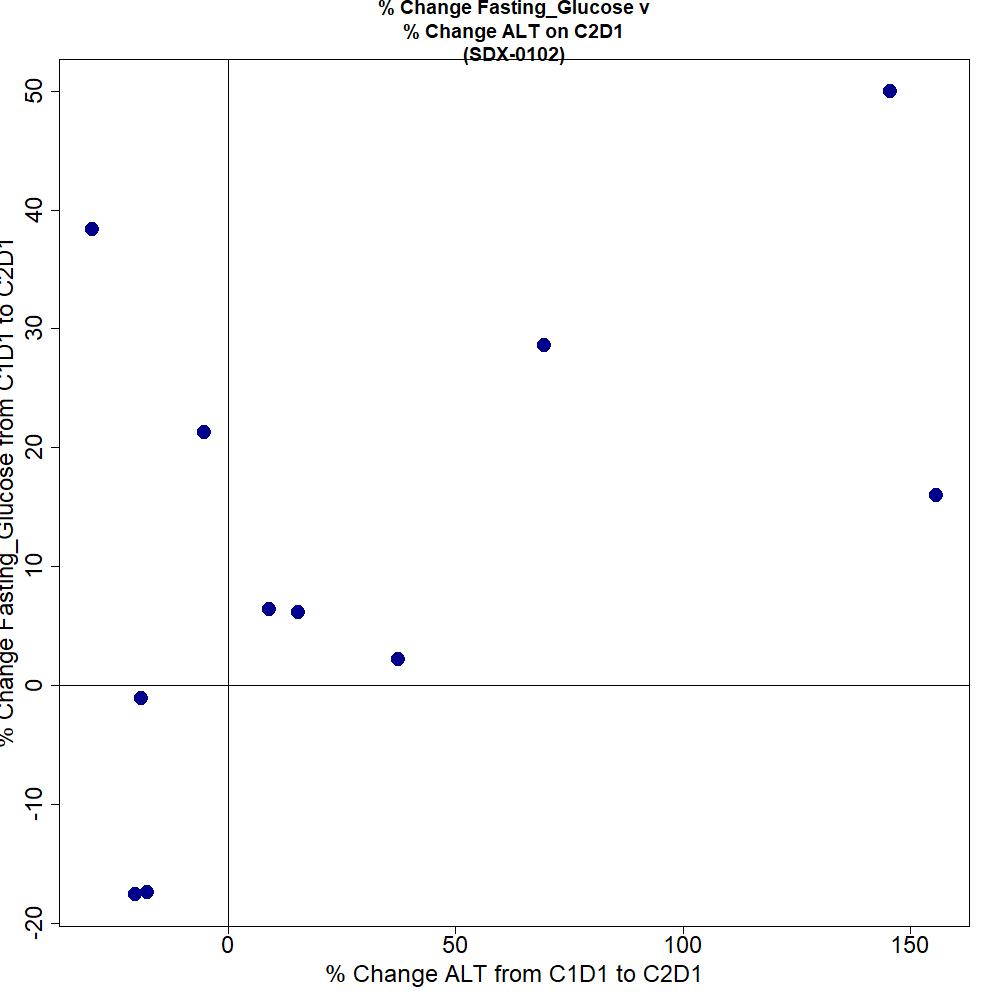 % Change Fasting_Glucose v
% Change ALT on C2D1
(SDX-0102)
% Change Fasting_Glucose from C1D1 to C2D1
50
40
30
20
10
0
-10
-20
0
50
100
150
% Change ALT from C1D1 to C2D1